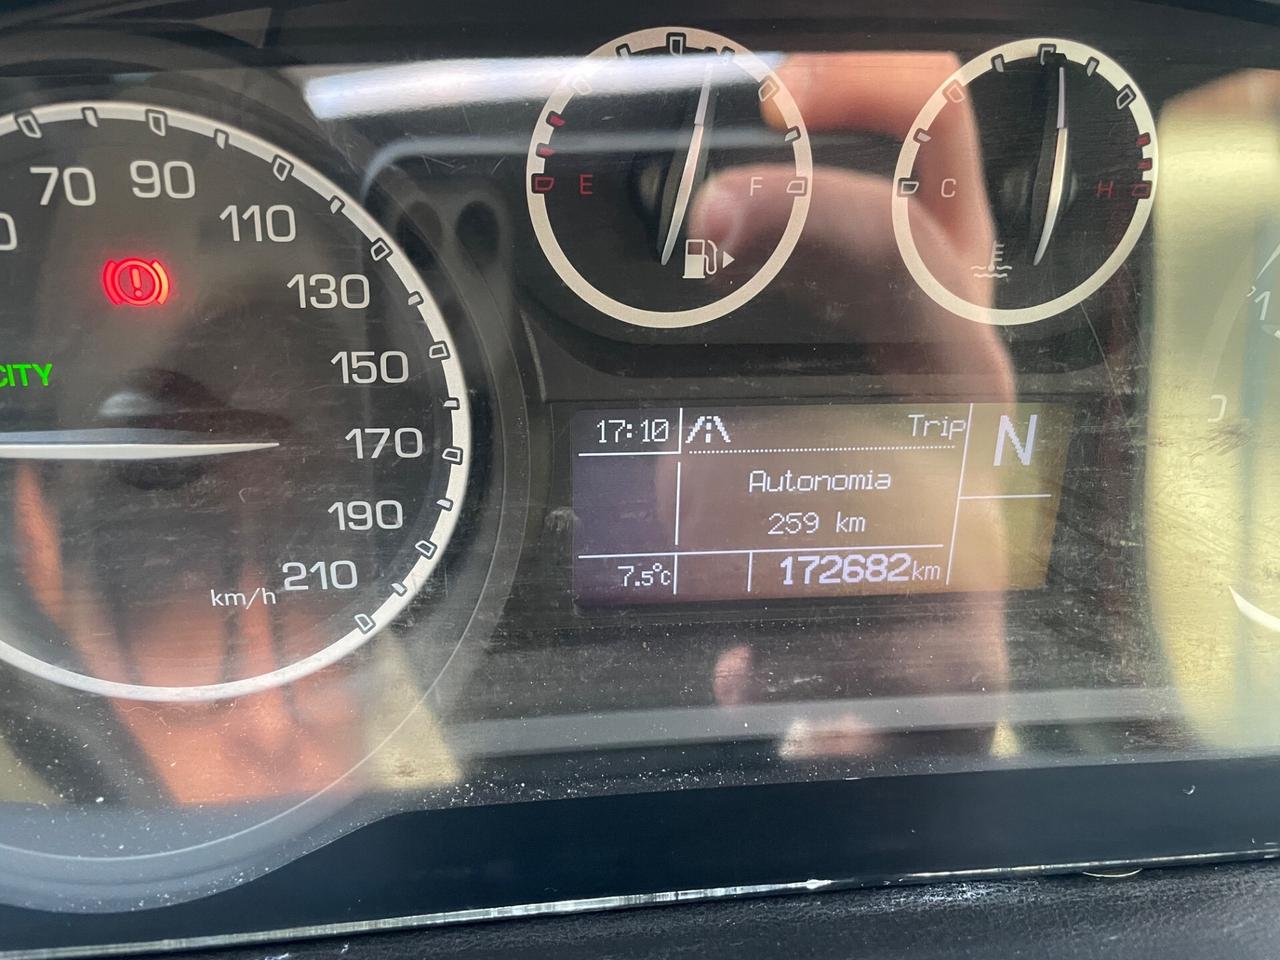 70
90
110
130
150
170
190
210
km/h
CITY
E
F
C
H
17:10
Trip
N
Autonomia
259 km
7.5°C
172682km